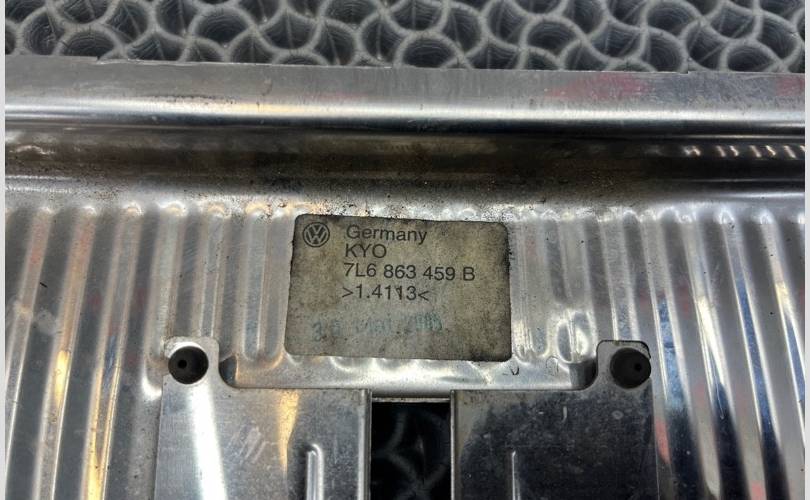 Germany
KYO
7L6 863 459 B
>1.4113<